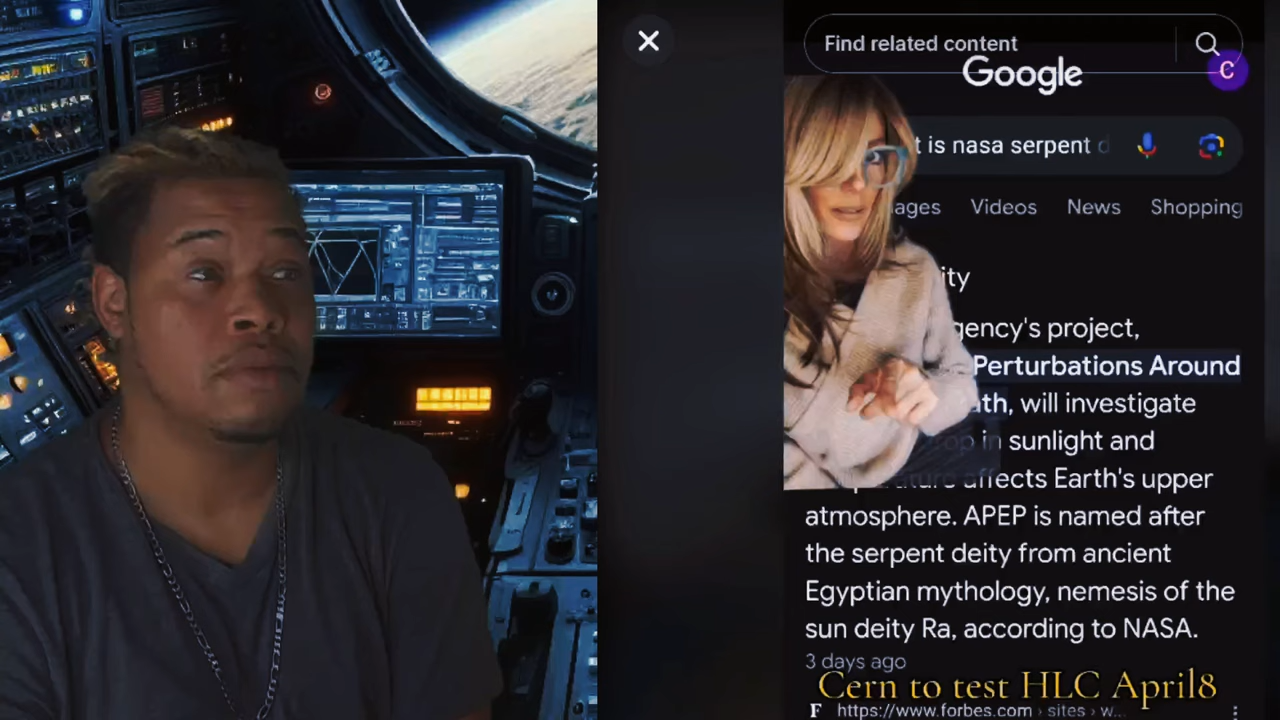 Find related content
Google
C
t is nasa serpent d
ages Videos News Shopping
ity
gency's project,
Perturbations Around
ath, will investigate
op in sunlight and
affects Earth's upper
atmosphere. APEP is named after
the serpent deity from ancient
Egyptian mythology, nemesis of the
sun deity Ra, according to NASA.
3 days ago
Cern to test HLC April8
F https://www.forbes.com › sites › w...